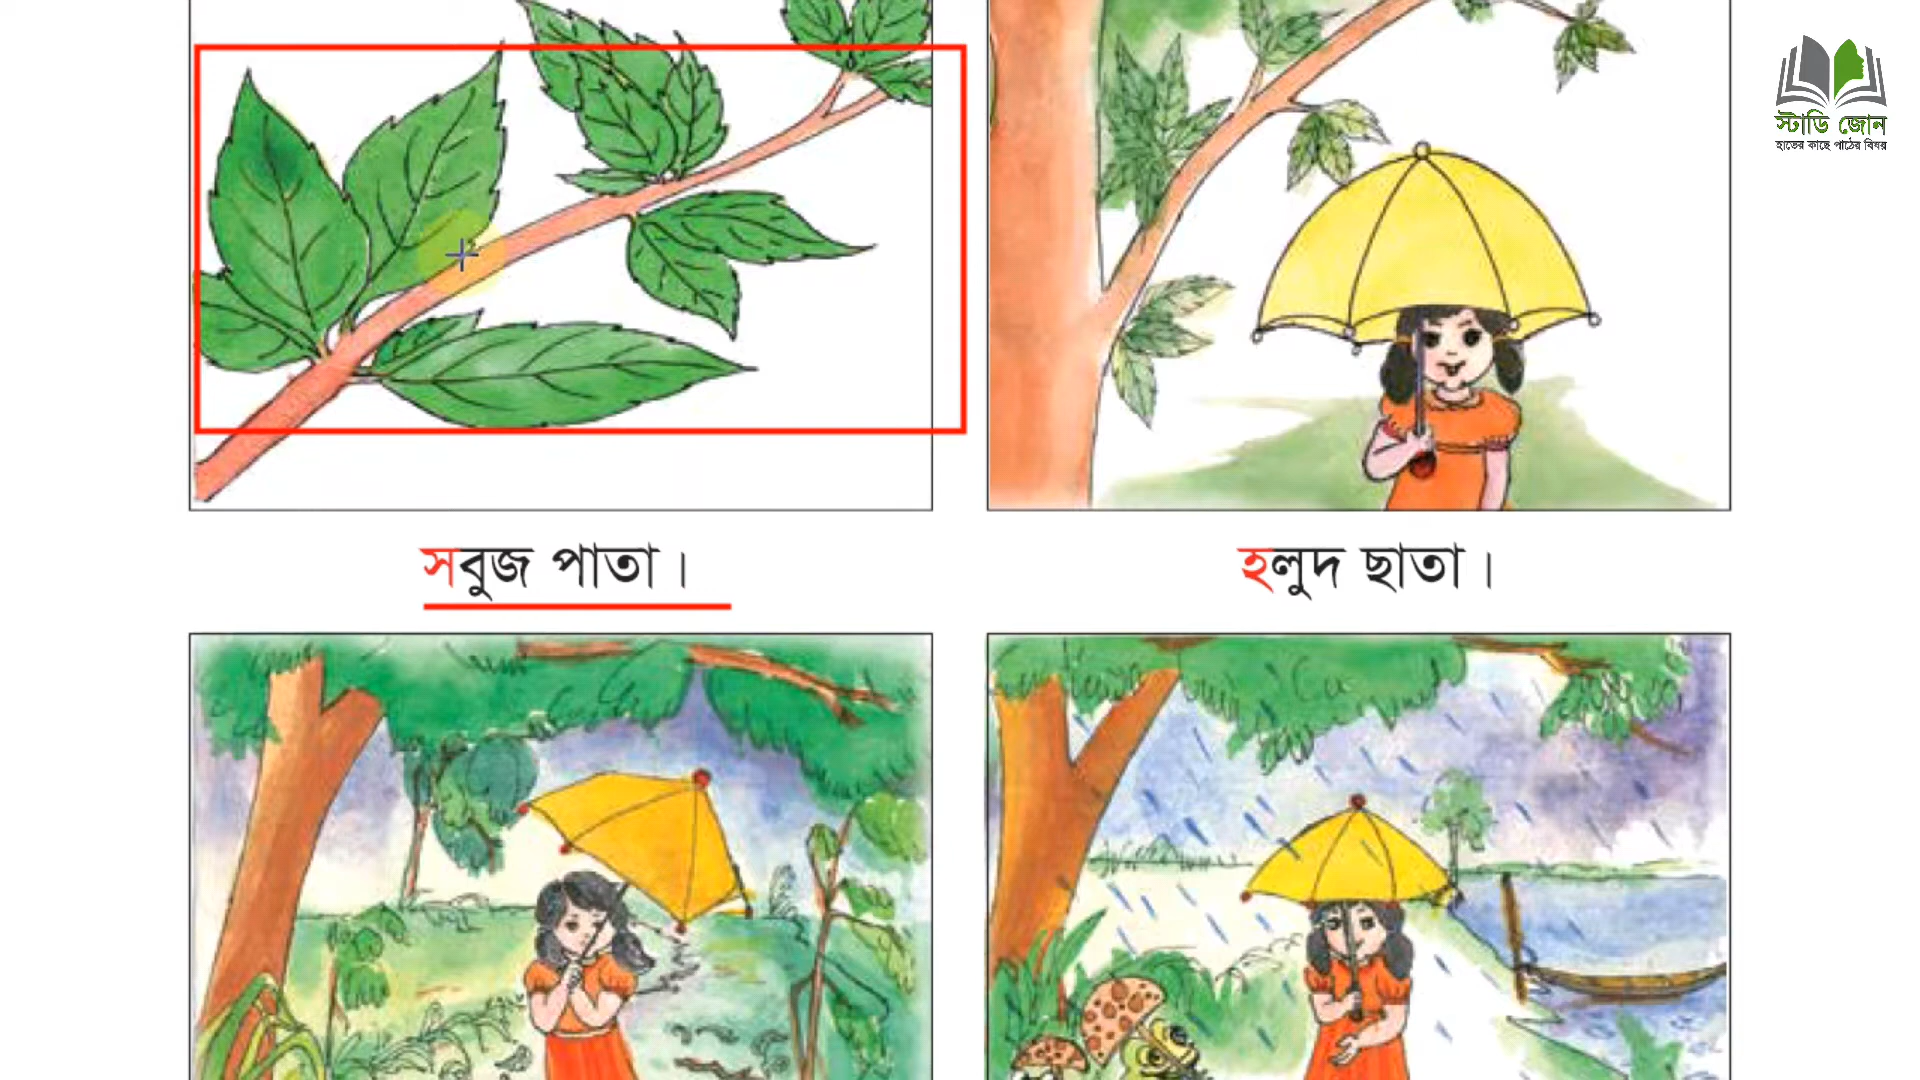 স্টাডি জোন
হাতের কাছে পাঠের বিষয়
সবুজ পাতা।
হলুদ ছাতা।